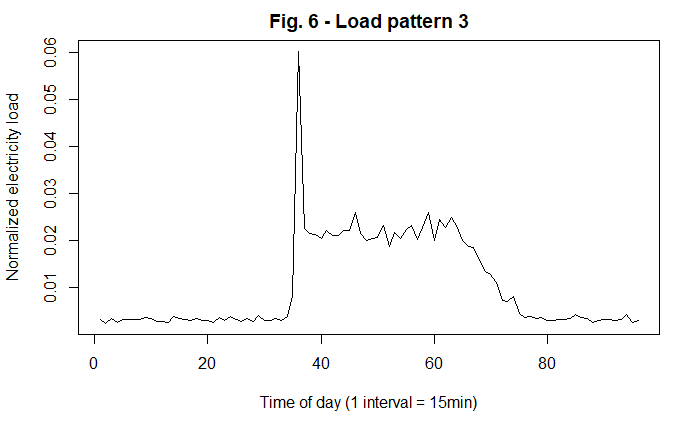 Fig. 6 - Load pattern 3
Normalized electricity load
0.06
0.05
0.04
0.03
0.02
0.01
0 20 40 60 80
Time of day (1 interval = 15min)